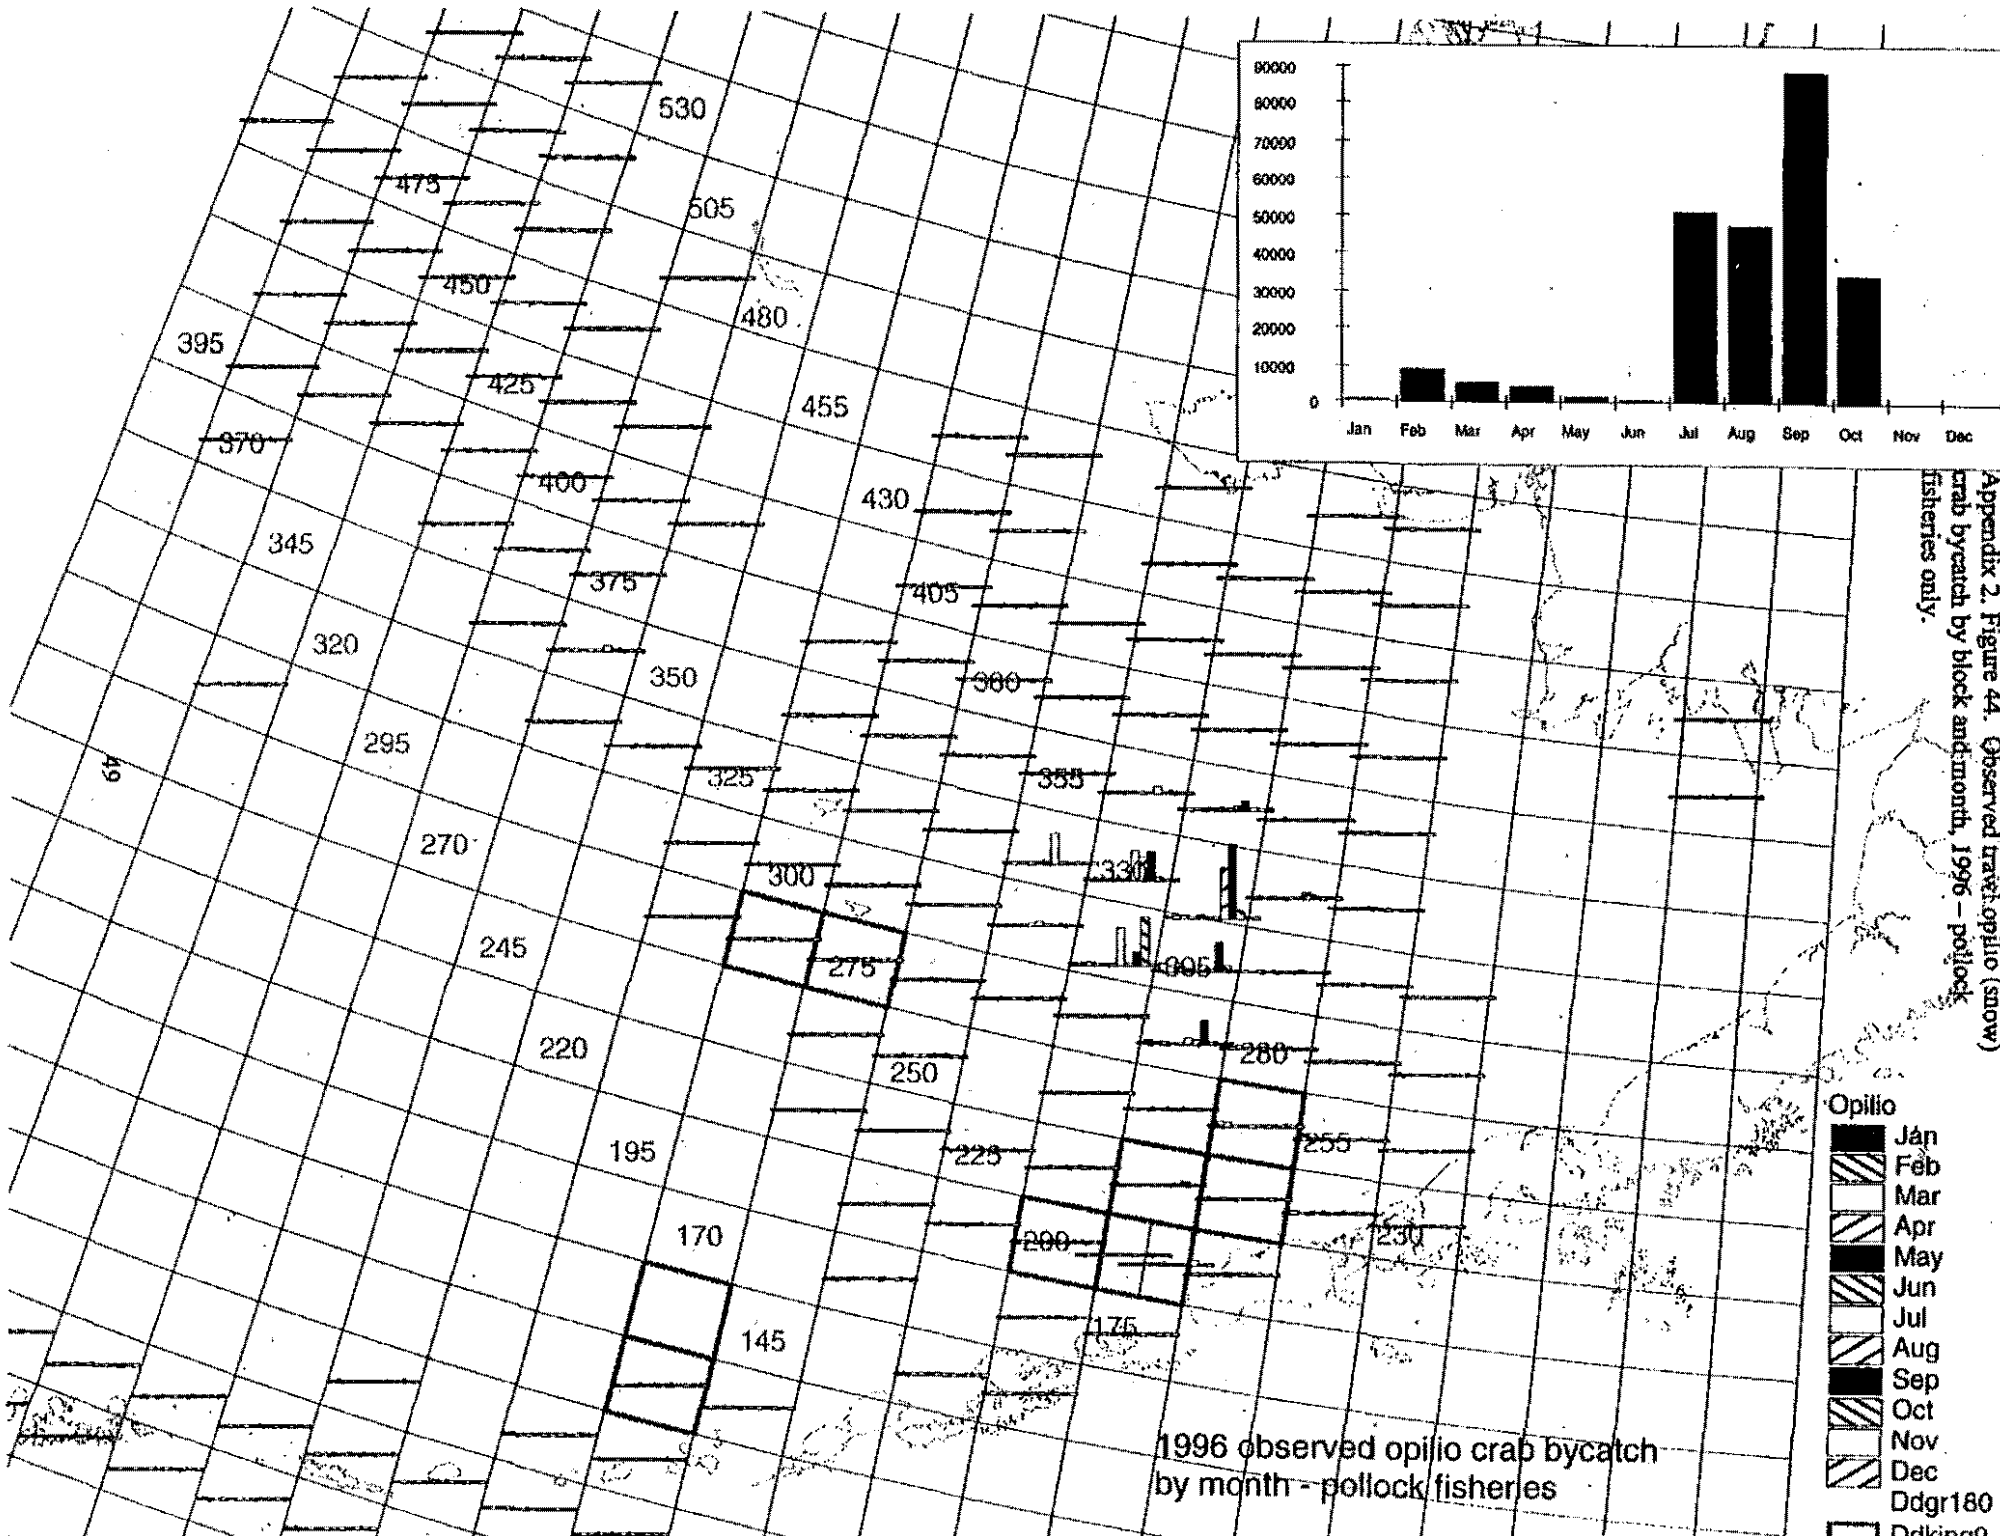 90000
80000
70000
60000
50000
40000
30000
20000
10000
0
Jan Feb Mar Apr May Jun Jul Aug Sep Oct Nov Dec
Appendix 2. Figure 44. Observed trawl opilio (snow)
crab bycatch by block and month, 1996 – pollock
fisheries only.
530
505
475
450
480
395
425
455
370
400
430
345
375
405
320
350
380
295
325
355
49
270
300
330
245
275
305
220
250
280
195
225
255
170
200
230
145
175
Opilio
Jan
Feb
Mar
Apr
May
Jun
Jul
Aug
Sep
Oct
Nov
Dec
Ddgr180
1996 observed opilio crab bycatch
by month - pollock fisheries